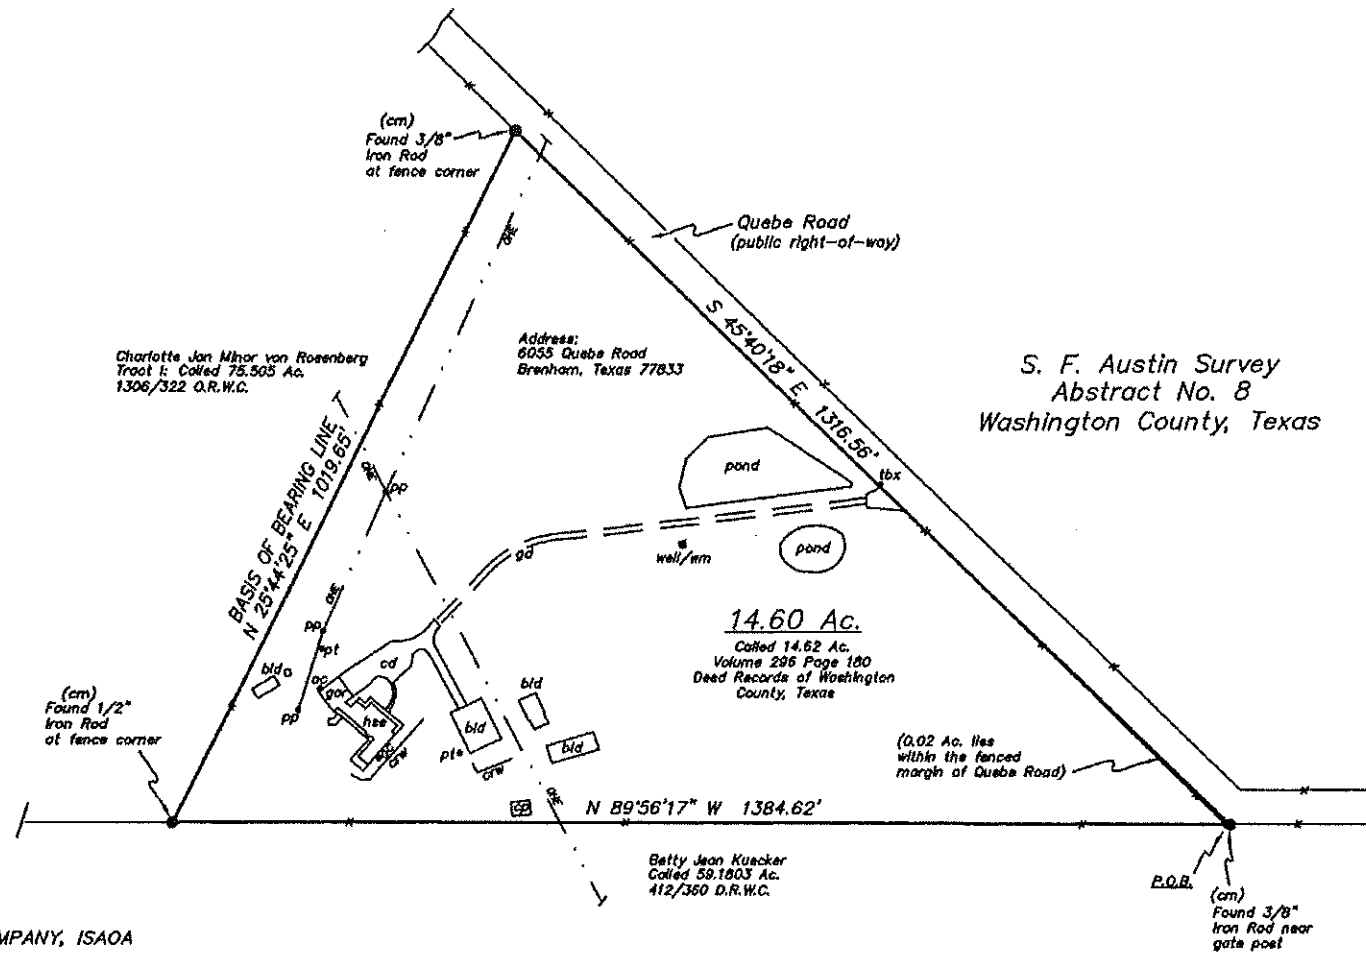 (cm)
Found 3/8"
Iron Rod
at fence corner
Quebe Road
(public right-of-way)
OHE
S 45°40'18" E 1316.56'
Charlotte Jan Minor von Rosenberg
Tract I: Called 75.505 Ac.
1306/322 O.R.W.C.
Address:
6055 Quebe Road
Brenham, Texas 77833
S. F. Austin Survey
Abstract No. 8
Washington County, Texas
BASIS OF BEARING LINE
N 25°44'25" E 1019.65'
OHE
pp
pond
tbx
gd
well/wm
pond
OHE
pp
pt
14.60 Ac.
Called 14.62 Ac.
Volume 296 Page 180
Deed Records of Washington
County, Texas
bld
cd
ac
gar
pp
hse
crw
bld
bld
bld
pt
crw
(cm)
Found 1/2"
Iron Rod
at fence corner
(0.02 Ac. lies
within the fenced
margin of Quebe Road)
OHE
N 89°56'17" W 1384.62'
Betty Jean Kuecker
Called 59.1803 Ac.
412/360 D.R.W.C.
P.O.B.
(cm)
Found 3/8"
Iron Rod near
gate post
MPANY, ISAOA